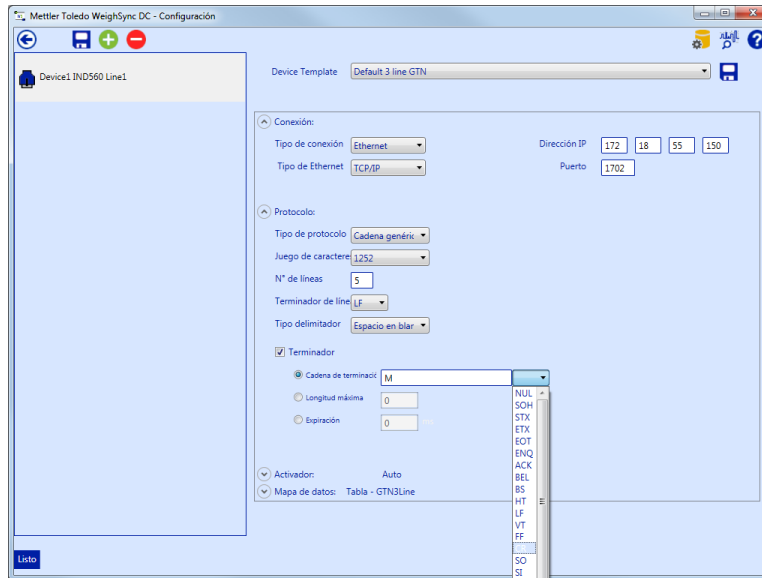 Mettler Toledo WeighSync DC - Configuración
Device1 IND560 Line1
Device Template Default 3 line GTN
Conexión:
Tipo de conexión Ethernet Dirección IP 172 18 55 150
Tipo de Ethernet TCP/IP Puerto 1702
Protocolo:
Tipo de protocolo Cadena genéric
Juego de caractere 1252
N° de líneas 5
Terminador de líne LF
Tipo delimitador Espacio en blar
Terminador
Cadena de terminació M
Longitud máxima 0
Expiración 0
NUL
SOH
STX
ETX
EOT
ENQ
ACK
BEL
BS
HT
LF
VT
FF
SO
SI
Activador: Auto
Mapa de datos: Tabla - GTN3Line
Listo